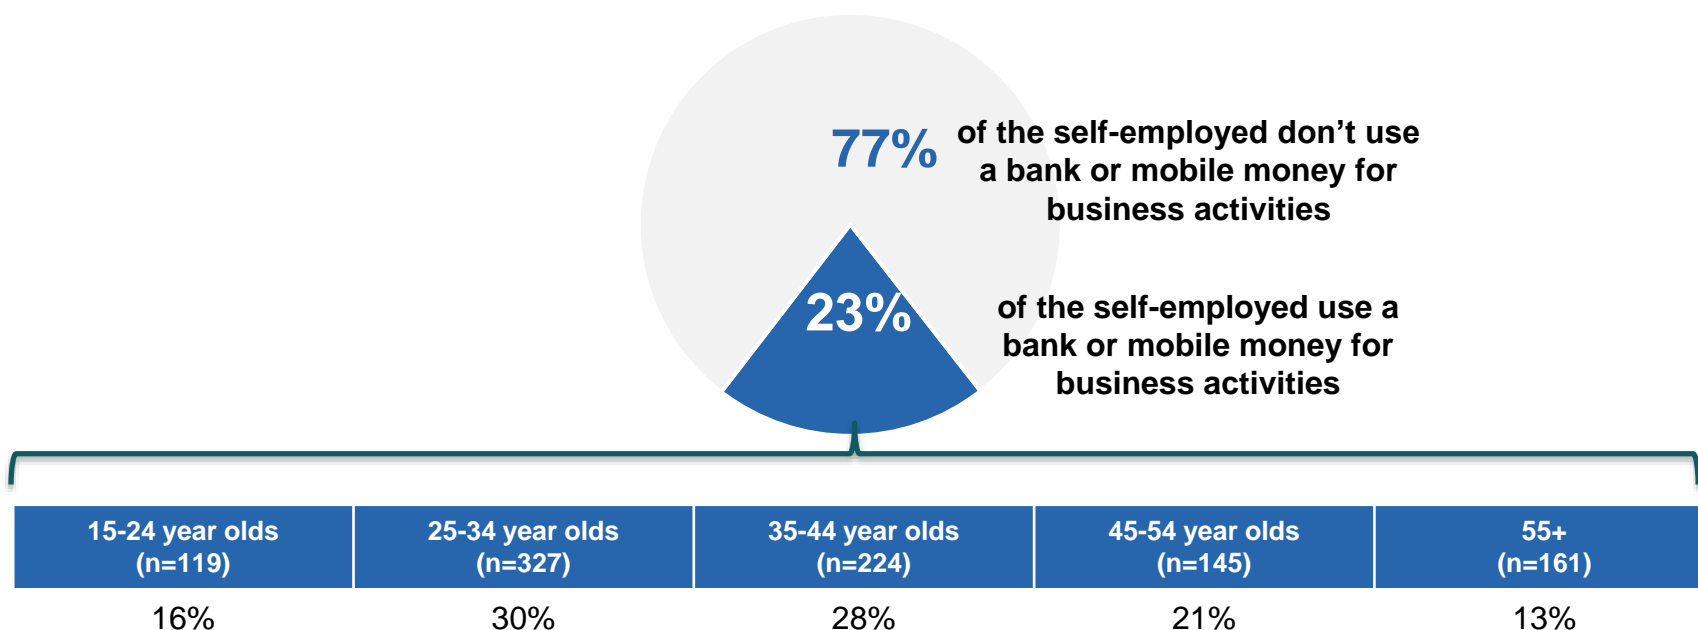 77%
of the self-employed don’t use
a bank or mobile money for
business activities
23%
of the self-employed use a
bank or mobile money for
business activities
15-24 year olds
(n=119)
25-34 year olds
(n=327)
35-44 year olds
(n=224)
45-54 year olds
(n=145)
55+
(n=161)
16%
30%
28%
21%
13%